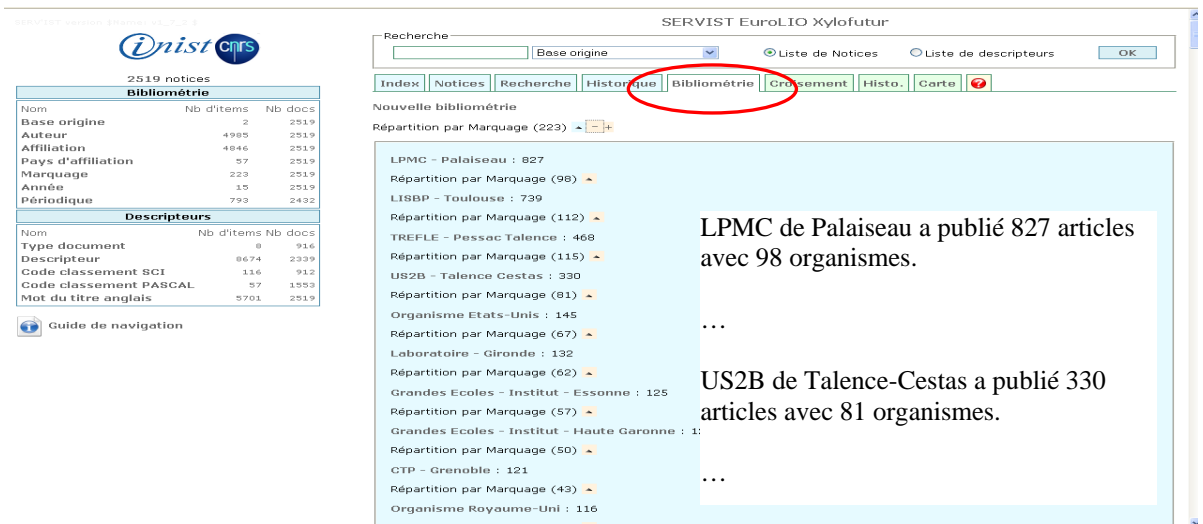 SERVIST EuroLIO Xylofutur
inist cnrs
2519 notices
Bibliométrie
Nom Nb d'items Nb docs
Base origine 2 2519
Auteur 4985 2519
Affiliation 4846 2519
Pays d'affiliation 57 2519
Marquage 223 2519
Année 15 2519
Périodique 793 2432
Descripteurs
Nom Nb d'items Nb docs
Type document 8 916
Descripteur 8674 2339
Code classement SCI 116 912
Code classement PASCAL 57 1553
Mot du titre anglais 5701 2519
Guide de navigation
Recherche
Base origine Liste de Notices Liste de descripteurs OK
Index Notices Recherche Historique Bibliométrie Croisement Histo. Carte ?
Nouvelle bibliométrie
Répartition par Marquage (223) - +
LPMC - Palaiseau : 827
Répartition par Marquage (98)
LISBP - Toulouse : 739
Répartition par Marquage (112)
TREFLE - Pessac Talence : 468
Répartition par Marquage (115)
US2B - Talence Cestas : 330
Répartition par Marquage (81)
Organisme Etats-Unis : 145
Répartition par Marquage (67)
Laboratoire - Gironde : 132
Répartition par Marquage (62)
Grandes Ecoles - Institut - Essonne : 125
Répartition par Marquage (57)
Grandes Ecoles - Institut - Haute Garonne :
Répartition par Marquage (50)
CTP - Grenoble : 121
Répartition par Marquage (43)
Organisme Royaume-Uni : 116
LPMC de Palaiseau a publié 827 articles
avec 98 organismes.
…
US2B de Talence-Cestas a publié 330
articles avec 81 organismes.
…